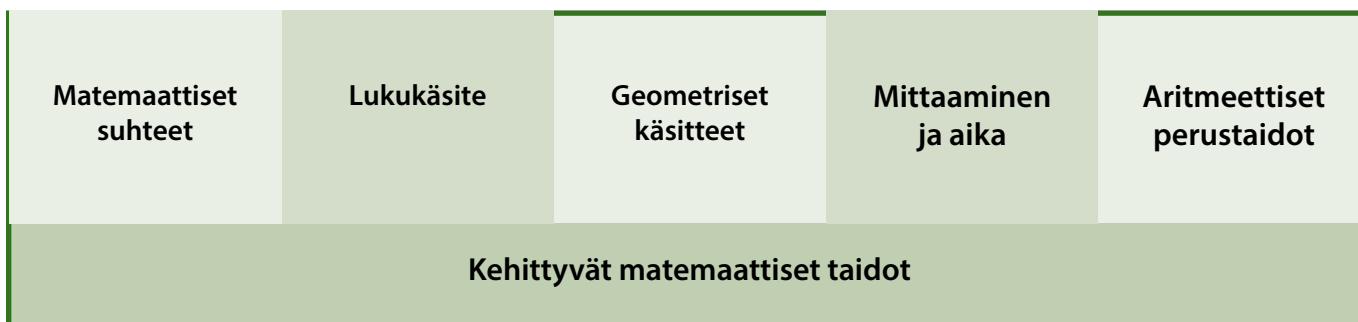 Matemaattiset
suhteet
Lukukäsite
Geometriset
käsitteet
Mittaaminen
ja aika
Aritmeettiset
perustaidot
Kehittyvät matemaattiset taidot